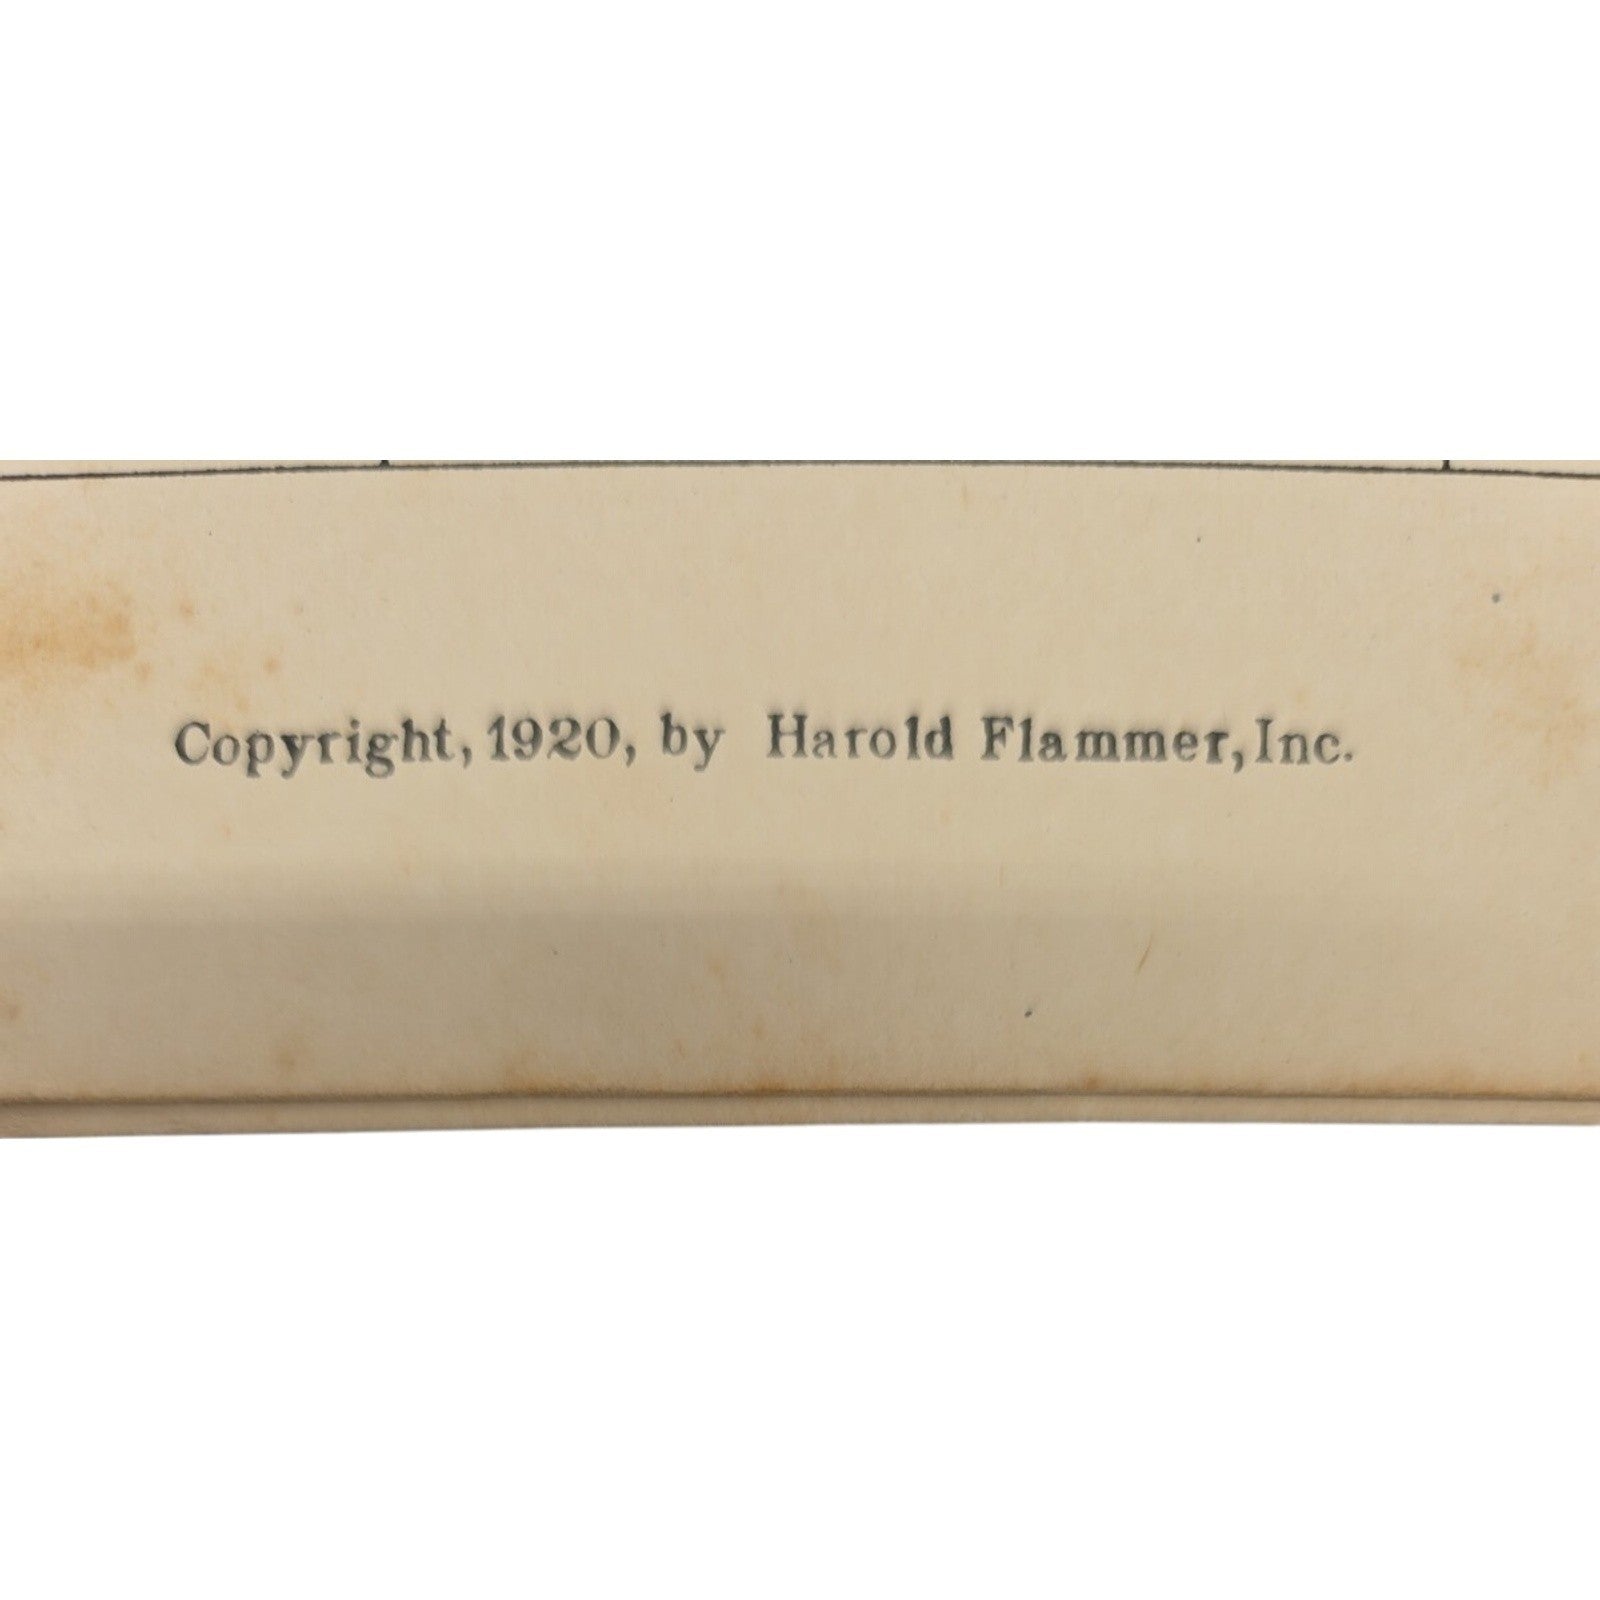 Copyright, 1920, by Harold Flammer, Inc.